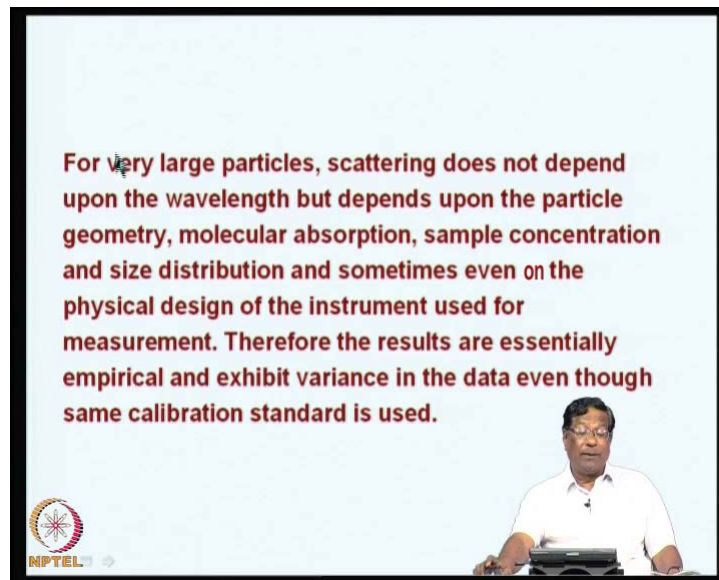 For very large particles, scattering does not depend
upon the wavelength but depends upon the particle
geometry, molecular absorption, sample concentration
and size distribution and sometimes even on the
physical design of the instrument used for
measurement. Therefore the results are essentially
empirical and exhibit variance in the data even though
same calibration standard is used.
NPTEL